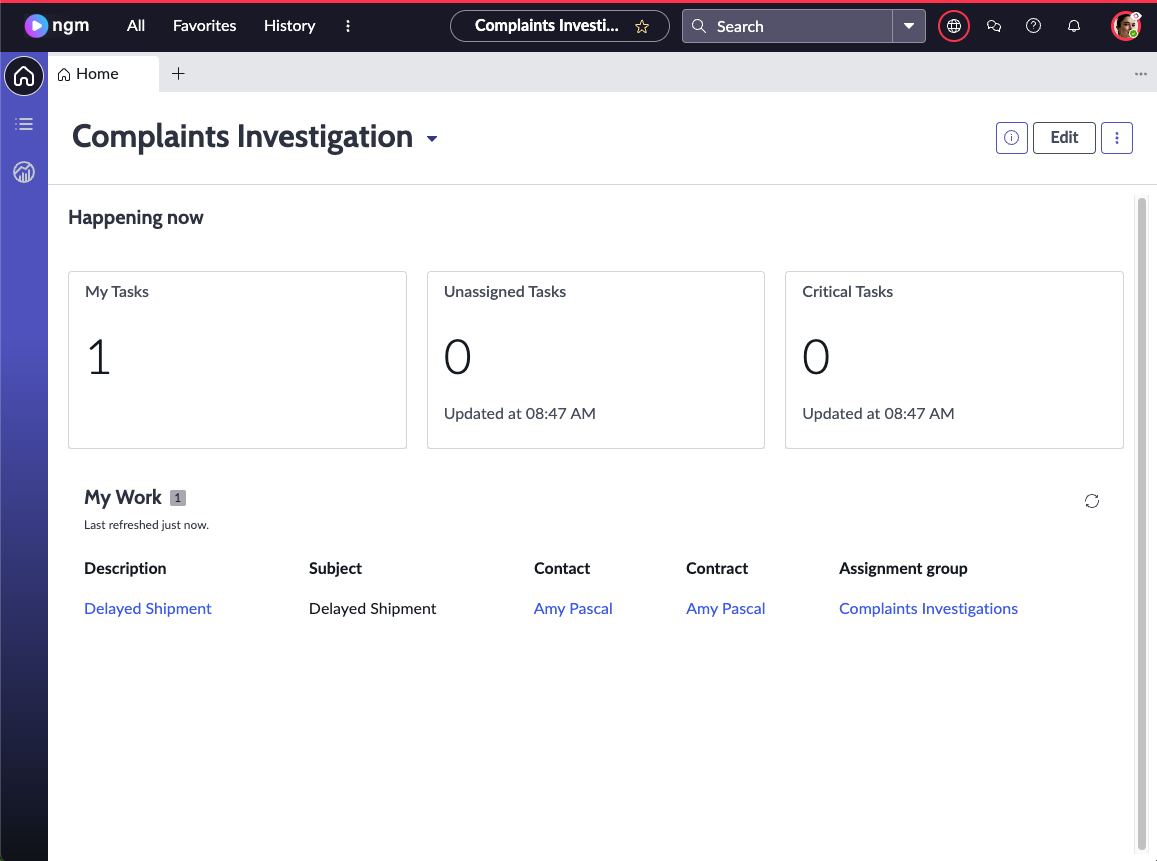 ngm All Favorites History Complaints Investi... Search
Home
Complaints Investigation Edit
Happening now
My Tasks Unassigned Tasks Critical Tasks
1 0 0
Updated at 08:47 AM Updated at 08:47 AM
My Work 1
Last refreshed just now.
Description Subject Contact Contract Assignment group
Delayed Shipment Delayed Shipment Amy Pascal Amy Pascal Complaints Investigations